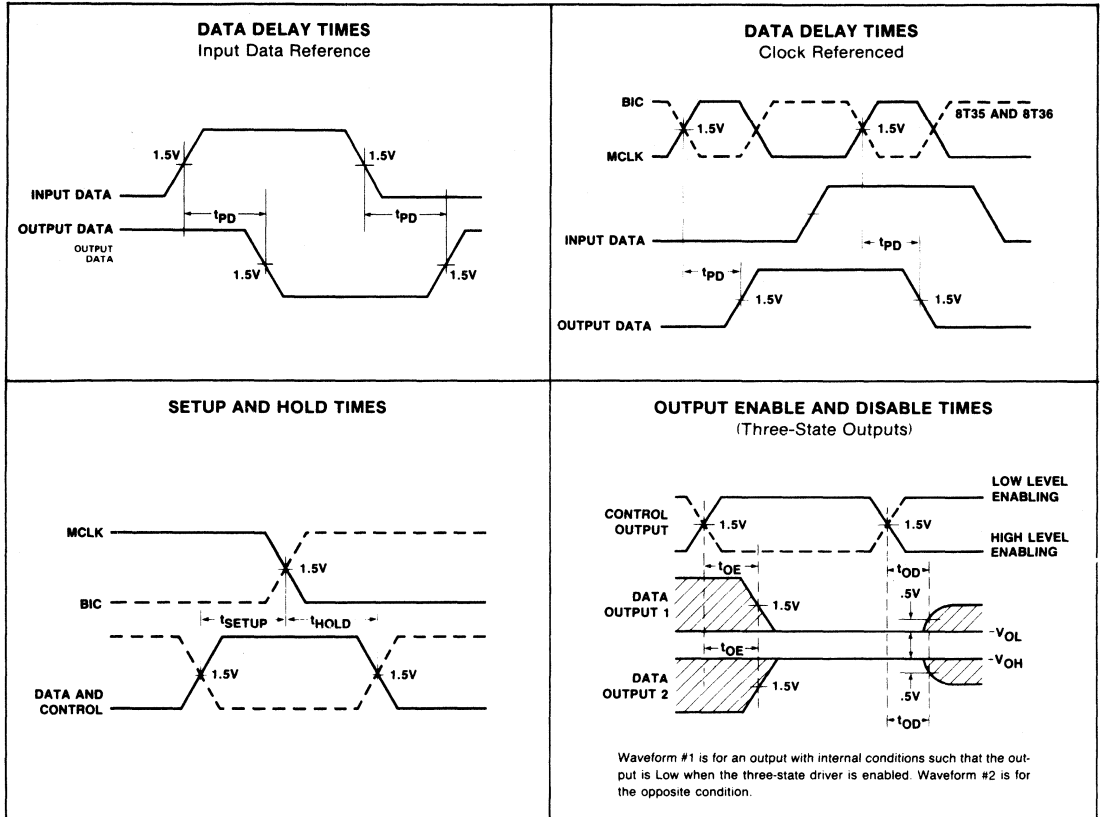 DATA DELAY TIMES
Input Data Reference
1.5V
1.5V
INPUT DATA
tPD
tPD
OUTPUT DATA
OUTPUT
DATA
1.5V
1.5V
DATA DELAY TIMES
Clock Referenced
BIC
8T35 AND 8T36
1.5V
1.5V
MCLK
INPUT DATA
tPD
tPD
1.5V
1.5V
OUTPUT DATA
SETUP AND HOLD TIMES
MCLK
1.5V
BIC
tSETUP
tHOLD
1.5V
1.5V
DATA AND
CONTROL
OUTPUT ENABLE AND DISABLE TIMES
(Three-State Outputs)
LOW LEVEL
ENABLING
CONTROL
OUTPUT
1.5V
1.5V
HIGH LEVEL
ENABLING
tOE
tOD
.5V
DATA
OUTPUT 1
1.5V
-VOL
tOE
-VOH
DATA
OUTPUT 2
1.5V
.5V
tOD
Waveform #1 is for an output with internal conditions such that the out-
put is Low when the three-state driver is enabled. Waveform #2 is for
the opposite condition.